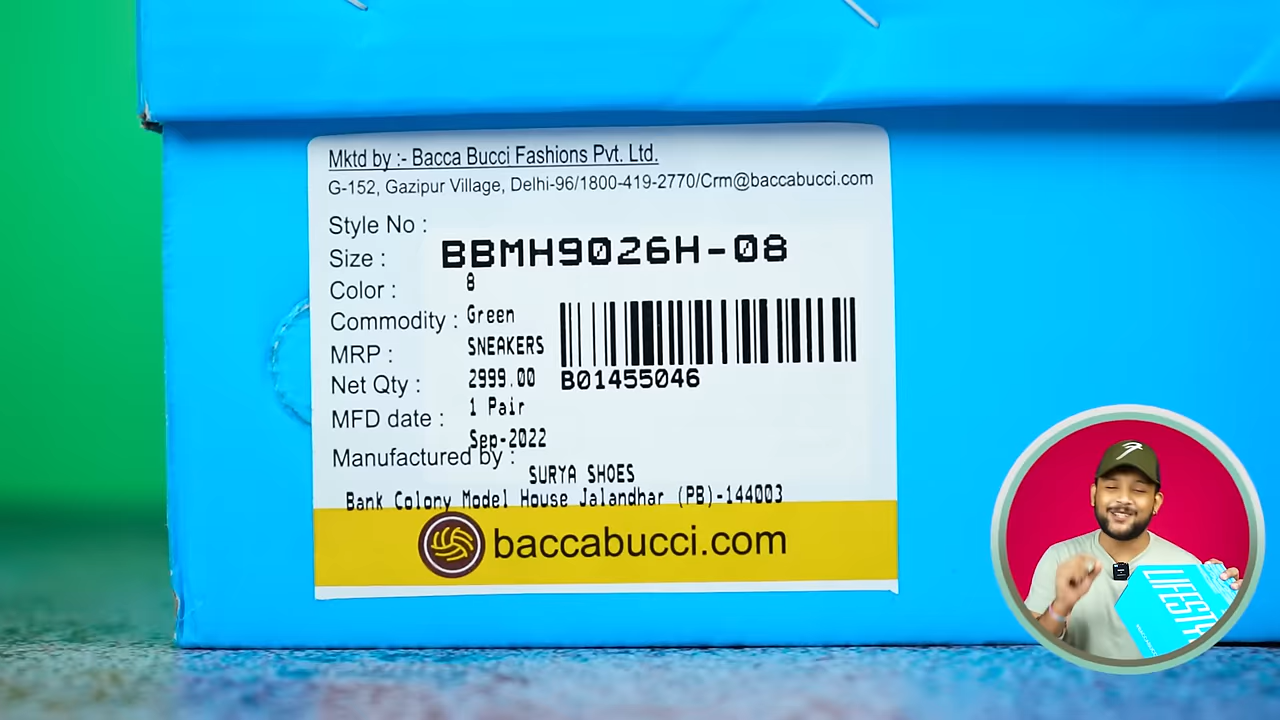 Mktd by :- Bacca Bucci Fashions Pvt. Ltd.
G-152, Gazipur Village, Delhi-96/1800-419-2770/Crm@baccabucci.com
Style No :
BBMH9026H-08
Size :
8
Color :
Green
Commodity :
SNEAKERS
MRP :
2999.00
B01455046
Net Qty :
1 Pair
MFD date :
Sep-2022
Manufactured by :
SURYA SHOES
Bank Colony Model House Jalandhar (PB)-144003
baccabucci.com
LIFESTY